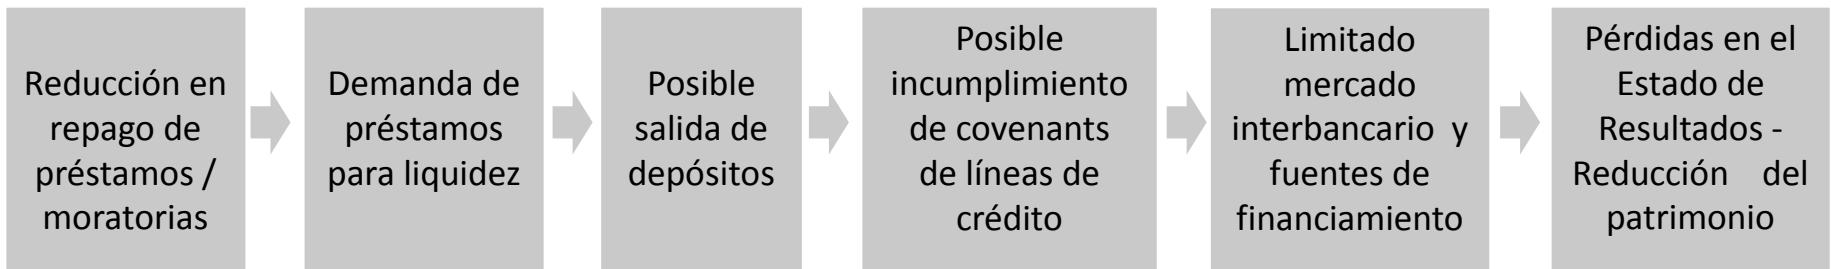 Reducción en
repago de
préstamos /
moratorias
Demanda de
préstamos
para liquidez
Posible
salida de
depósitos
Posible
incumplimiento
de covenants
de líneas de
crédito
Limitado
mercado
interbancario y
fuentes de
financiamiento
Pérdidas en el
Estado de
Resultados -
Reducción del
patrimonio